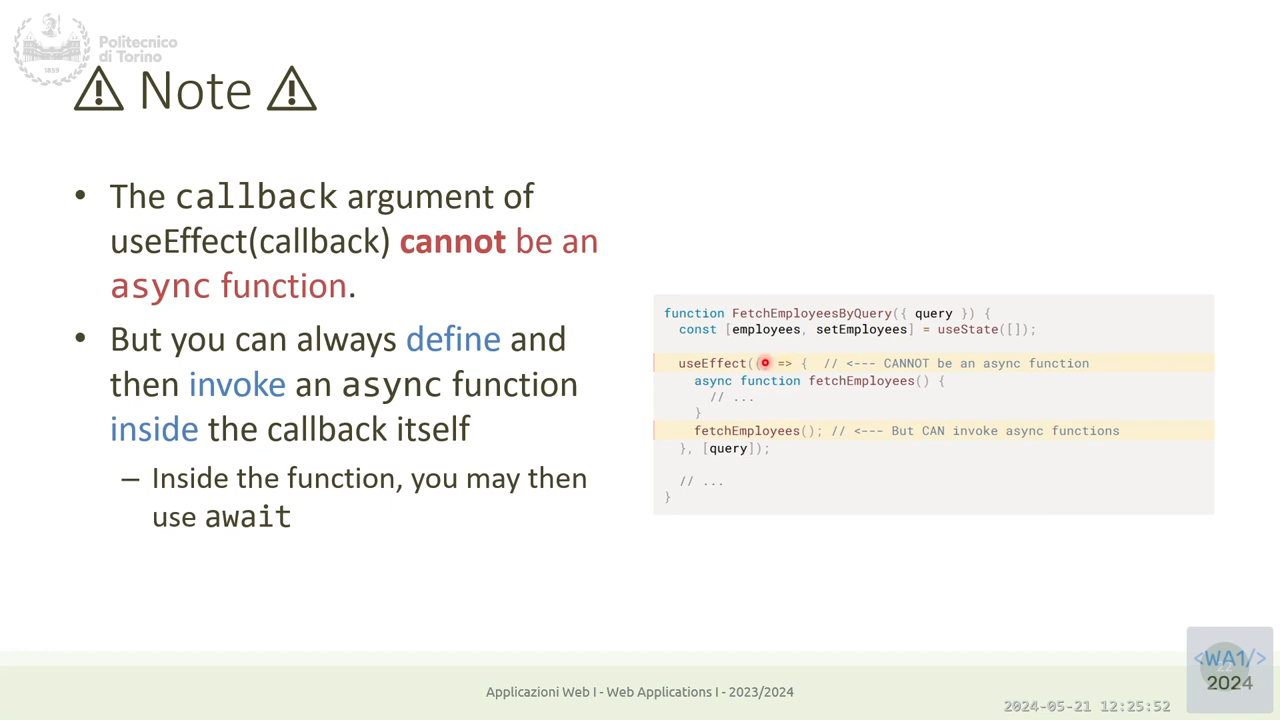 Politecnico
di Torino
1859
⚠ Note ⚠
• The callback argument of
useEffect(callback) cannot be an
async function.
• But you can always define and
then invoke an async function
inside the callback itself
– Inside the function, you may then
use await
function FetchEmployeesByQuery({ query }) {
const [employees, setEmployees] = useState([]);
useEffect(() => { // <--- CANNOT be an async function
async function fetchEmployees() {
// ...
}
fetchEmployees(); // <--- But CAN invoke async functions
}, [query]);
// ...
}
<WA1/>
2024
Applicazioni Web I - Web Applications I - 2023/2024
2024-05-21 12:25:52